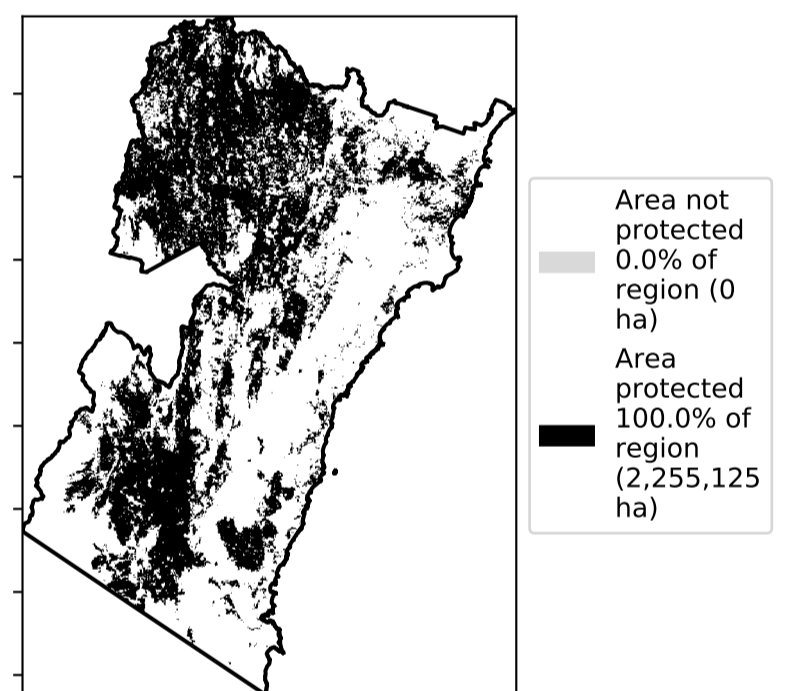 Area not
protected
0.0% of
region (0
ha)
Area
protected
100.0% of
region
(2,255,125
ha)